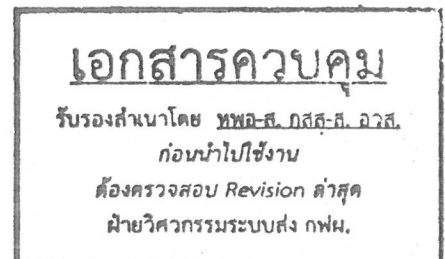 เอกสารควบคุม
รับรองสำเนาโดย หพอ-ส. กสส-ส. อวส.
ก่อนนำไปใช้งาน
ต้องตรวจสอบ Revision ล่าสุด
ฝ่ายวิศวกรรมระบบส่ง กฟผ.